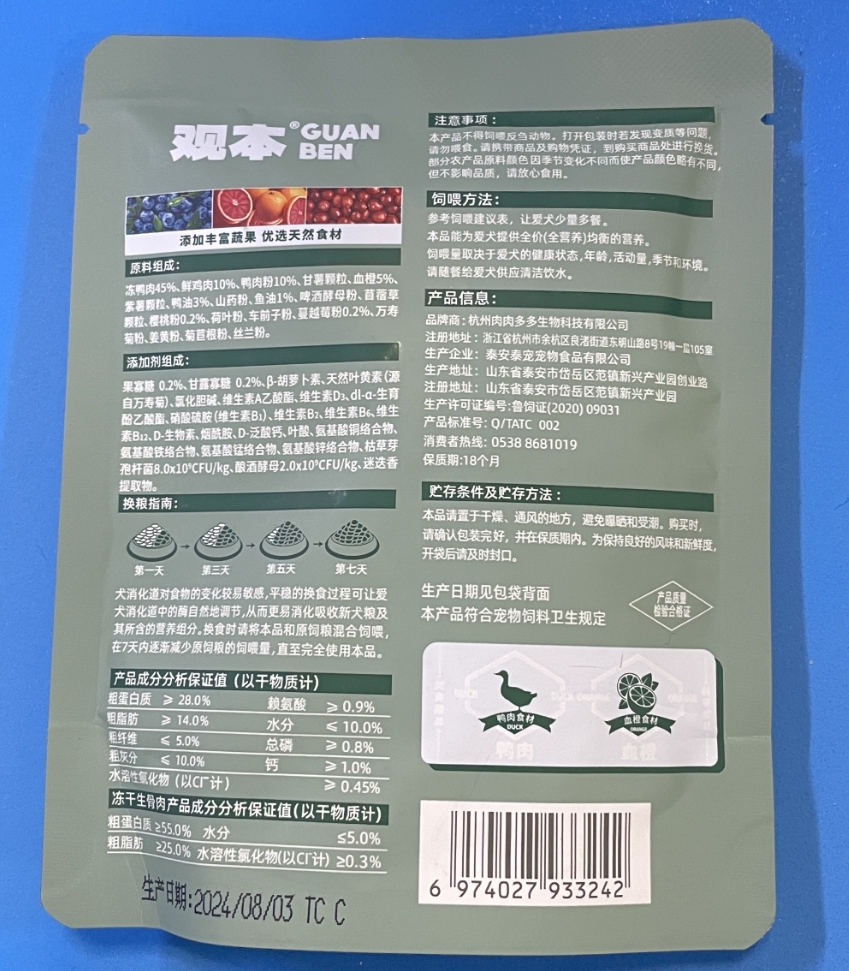 观本® GUAN BEN
添加丰富蔬果 优选天然食材
原料组成:
冻鸭肉45%、鲜鸡肉10%、鸭肉粉10%、甘薯颗粒、血橙5%、
紫薯颗粒、鸭油3%、山药粉、鱼油1%、啤酒酵母粉、苜蓿草
颗粒、樱桃粉0.2%、荷叶粉、车前子粉、蔓越莓粉0.2%、万寿
菊粉、姜黄粉、菊苣根粉、丝兰粉。
添加剂组成:
果寡糖 0.2%、甘露寡糖 0.2%、β-胡萝卜素、天然叶黄素(源
自万寿菊)、氯化胆碱、维生素A乙酸酯、维生素D₃、dl-α-生育
酚乙酸酯、硝酸硫胺(维生素B₁)、维生素B₂、维生素B₆、维生
素B₁₂、D-生物素、烟酰胺、D-泛酸钙、叶酸、氨基酸铜络合物、
氨基酸铁络合物、氨基酸锰络合物、氨基酸锌络合物、枯草芽
孢杆菌8.0x10⁹CFU/kg、酿酒酵母2.0x10⁹CFU/kg、迷迭香
提取物。
换粮指南:
第一天 第三天 第五天 第七天
犬消化道对食物的变化较易敏感,平稳的换食过程可让爱
犬消化道中的酶自然地调节,从而更易消化吸收新犬粮及
其所含的营养组分。换食时请将本品和原饲粮混合饲喂,
在7天内逐渐减少原饲粮的饲喂量,直至完全使用本品。
产品成分分析保证值(以干物质计)
粗蛋白质 ≥ 28.0% 赖氨酸 ≥ 0.9%
粗脂肪 ≥ 14.0% 水分 ≤ 10.0%
粗纤维 ≤ 5.0% 总磷 ≥ 0.8%
粗灰分 ≤ 10.0% 钙 ≥ 1.0%
水溶性氯化物(以Cl⁻计) ≥ 0.45%
冻干生骨肉产品成分分析保证值(以干物质计)
粗蛋白质 ≥55.0% 水分 ≤5.0%
粗脂肪 ≥25.0% 水溶性氯化物(以Cl⁻计) ≥0.3%
生产日期:2024/08/03 TC C
注意事项:
本产品不得饲喂反刍动物。打开包装时若发现变质等问题,
请勿喂食。请携带商品及购物凭证,到购买商品处进行换货。
部分农产品原料颜色因季节变化不同而使产品颜色略有不同,
但不影响品质,请放心食用。
饲喂方法:
参考饲喂建议表,让爱犬少量多餐。
本品能为爱犬提供全价(全营养)均衡的营养。
饲喂量取决于爱犬的健康状态,年龄,活动量,季节和环境。
请随餐给爱犬供应清洁饮水。
产品信息:
品牌商:杭州肉肉多多生物科技有限公司
注册地址:浙江省杭州市余杭区良渚街道东明山路8号19幢一层105室
生产企业:泰安泰宠宠物食品有限公司
生产地址:山东省泰安市岱岳区范镇新兴产业园创业路
注册地址:山东省泰安市岱岳区范镇新兴产业园
生产许可证编号:鲁饲证(2020) 09031
产品标准号: Q/TATC 002
消费者热线: 0538 8681019
保质期:18个月
贮存条件及贮存方法:
本品请置于干燥、通风的地方,避免曝晒和受潮。购买时,
请确认包装完好,并在保质期内。为保持良好的风味和新鲜度,
开袋后请及时封口。
生产日期见包装背面
本产品符合宠物饲料卫生规定
产品质量
检验合格证
鸭肉食材
DUCK
鸭肉
血橙食材
ORANGE
血橙
6 974027 933242